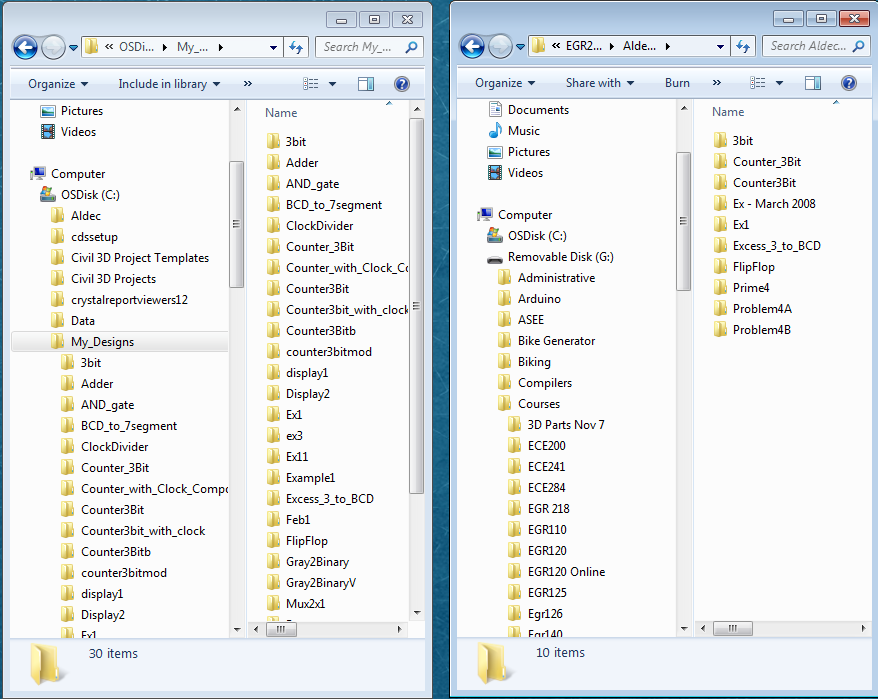 « OSDi... ▸ My_... ▸
Search My_...
Organize ▾ Include in library ▾ »
Pictures
Videos
Computer
OSDisk (C:)
Aldec
cdssetup
Civil 3D Project Templates
Civil 3D Projects
crystalreportviewers12
Data
My_Designs
3bit
Adder
AND_gate
BCD_to_7segment
ClockDivider
Counter_3Bit
Counter_with_Clock_Compo
Counter3Bit
Counter3bit_with_clock
Counter3Bitb
counter3bitmod
display1
Display2
Ex1
Name
3bit
Adder
AND_gate
BCD_to_7segment
ClockDivider
Counter_3Bit
Counter_with_Clock_Co
Counter3Bit
Counter3bit_with_clock
Counter3Bitb
counter3bitmod
display1
Display2
Ex1
ex3
Ex11
Example1
Excess_3_to_BCD
Feb1
FlipFlop
Gray2Binary
Gray2BinaryV
Mux2x1
30 items
« EGR2... ▸ Alde... ▸
Search Aldec...
Organize ▾ Share with ▾ Burn »
Documents
Music
Pictures
Videos
Computer
OSDisk (C:)
Removable Disk (G:)
Administrative
Arduino
ASEE
Bike Generator
Biking
Compilers
Courses
3D Parts Nov 7
ECE200
ECE241
ECE284
EGR 218
EGR110
EGR120
EGR120 Online
EGR125
Egr126
Egr140
Name
3bit
Counter_3Bit
Counter3Bit
Ex - March 2008
Ex1
Excess_3_to_BCD
FlipFlop
Prime4
Problem4A
Problem4B
10 items